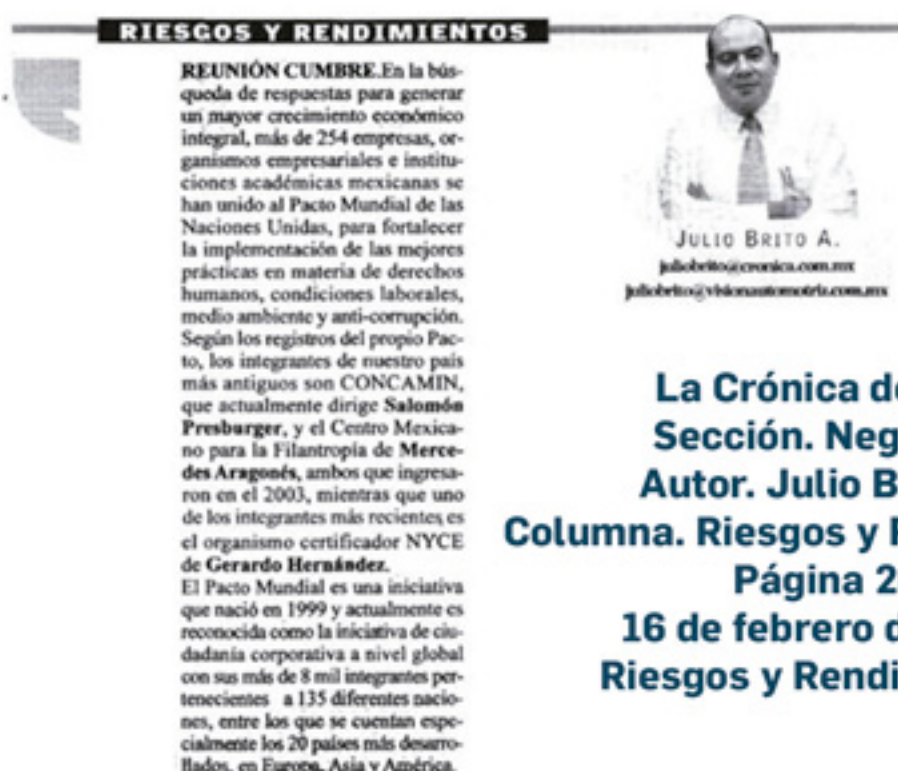 RIESGOS Y RENDIMIENTOS
REUNIÓN CUMBRE.En la bús-
queda de respuestas para generar
un mayor crecimiento económico
integral, más de 254 empresas, or-
ganismos empresariales e institu-
ciones académicas mexicanas se
han unido al Pacto Mundial de las
Naciones Unidas, para fortalecer
la implementación de las mejores
prácticas en materia de derechos
humanos, condiciones laborales,
medio ambiente y anti-corrupción.
Según los registros del propio Pac-
to, los integrantes de nuestro país
más antiguos son CONCAMIN,
que actualmente dirige Salomón
Presburger, y el Centro Mexica-
no para la Filantropía de Merce-
des Aragonés, ambos que ingresa-
ron en el 2003, mientras que uno
de los integrantes más recientes es
el organismo certificador NYCE
de Gerardo Hernández.
El Pacto Mundial es una iniciativa
que nació en 1999 y actualmente es
reconocida como la iniciativa de ciu-
dadanía corporativa a nivel global
con sus más de 8 mil integrantes per-
tenecientes a 135 diferentes nacio-
nes, entre los que se cuentan espe-
cialmente los 20 países más desarro-
llados, en Europa, Asia y América.
JULIO BRITO A.
juliobrito@cronica.com.mx
juliobrito@visionautomotriz.com.mx
La Crónica de
Sección. Neg
Autor. Julio B
Columna. Riesgos y
Página 2
16 de febrero d
Riesgos y Rendi